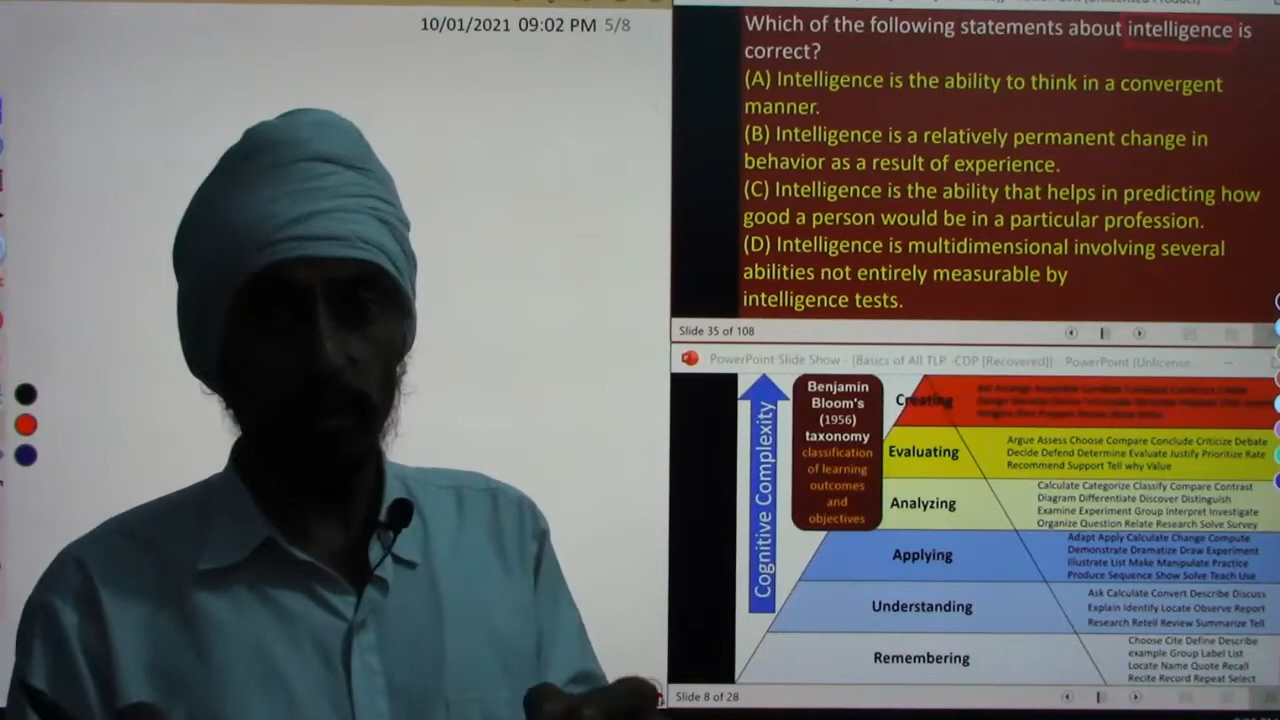 10/01/2021 09:02 PM 5/8
Which of the following statements about intelligence is
correct?
(A) Intelligence is the ability to think in a convergent
manner.
(B) Intelligence is a relatively permanent change in
behavior as a result of experience.
(C) Intelligence is the ability that helps in predicting how
good a person would be in a particular profession.
(D) Intelligence is multidimensional involving several
abilities not entirely measurable by
intelligence tests.
Slide 35 of 108
PowerPoint Slide Show - [Basics of All TLP CDP [Recovered]] - PowerPoint (Unlicense
Cognitive Complexity
Benjamin
Bloom's
(1956)
taxonomy
classification
of learning
outcomes
and
objectives
Creating
Evaluating
Argue Assess Choose Compare Conclude Criticize Debate
Decide Defend Determine Evaluate Justify Prioritize Rate
Recommend Support Tell why Value
Analyzing
Calculate Categorize Classify Compare Contrast
Diagram Differentiate Discover Distinguish
Examine Experiment Group Interpret Investigate
Organize Question Relate Research Solve Survey
Applying
Adapt Apply Calculate Change Compute
Demonstrate Dramatize Draw Experiment
Illustrate List Make Manipulate Practice
Produce Sequence Show Solve Teach Use
Understanding
Ask Calculate Convert Describe Discuss
Explain Identify Locate Observe Report
Research Retell Review Summarize Tell
Remembering
Choose Cite Define Describe
example Group Label List
Locate Name Quote Recall
Recite Record Repeat Select
Slide 8 of 28